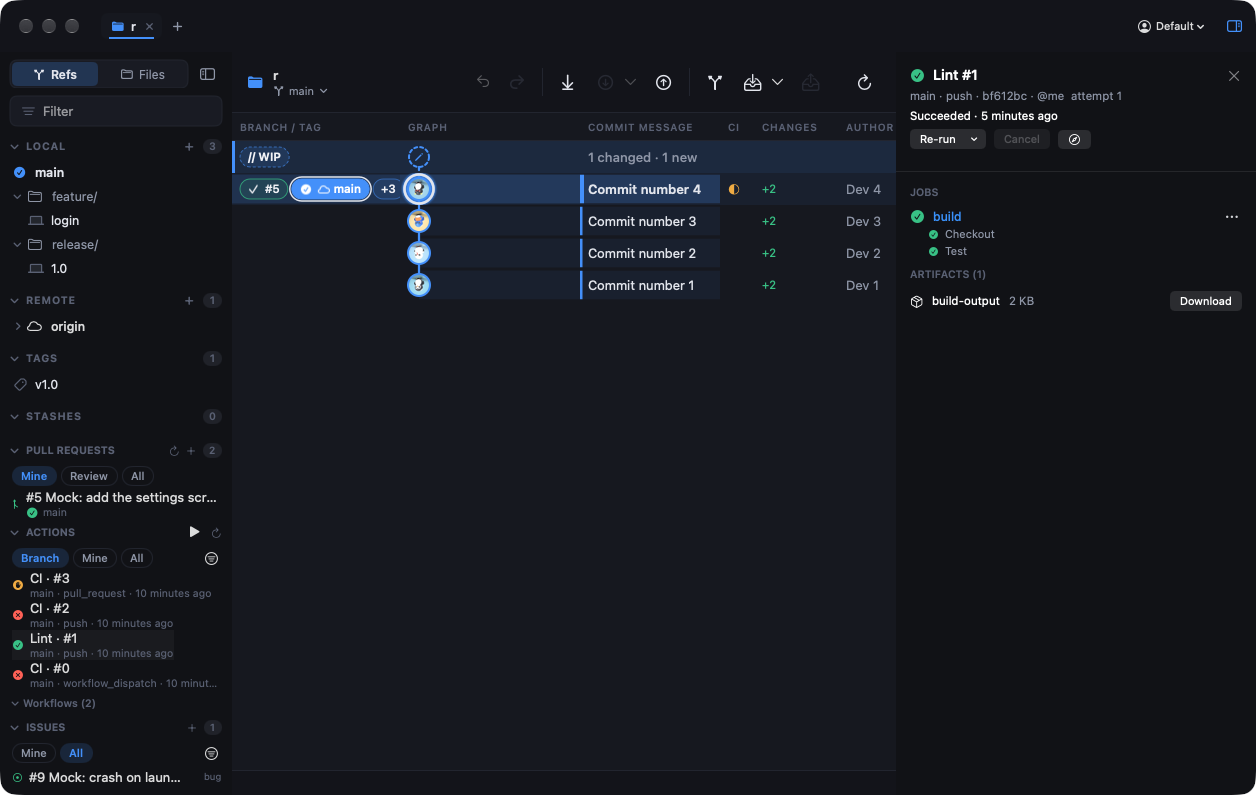 r
Default
Refs
Files
Filter
LOCAL
3
main
feature/
login
release/
1.0
REMOTE
1
origin
TAGS
1
v1.0
STASHES
0
PULL REQUESTS
2
Mine Review All
#5 Mock: add the settings scr...
main
ACTIONS
Branch Mine All
CI · #3
main · pull_request · 10 minutes ago
CI · #2
main · push · 10 minutes ago
Lint · #1
main · push · 10 minutes ago
CI · #0
main · workflow_dispatch · 10 minut...
Workflows (2)
ISSUES
1
Mine All
#9 Mock: crash on laun... bug
r
main
BRANCH / TAG GRAPH COMMIT MESSAGE CI CHANGES AUTHOR
// WIP 1 changed · 1 new
#5 main +3 Commit number 4 +2 Dev 4
Commit number 3 +2 Dev 3
Commit number 2 +2 Dev 2
Commit number 1 +2 Dev 1
Lint #1
main · push · bf612bc · @me attempt 1
Succeeded · 5 minutes ago
Re-run Cancel
JOBS
build
Checkout
Test
ARTIFACTS (1)
build-output 2 KB Download